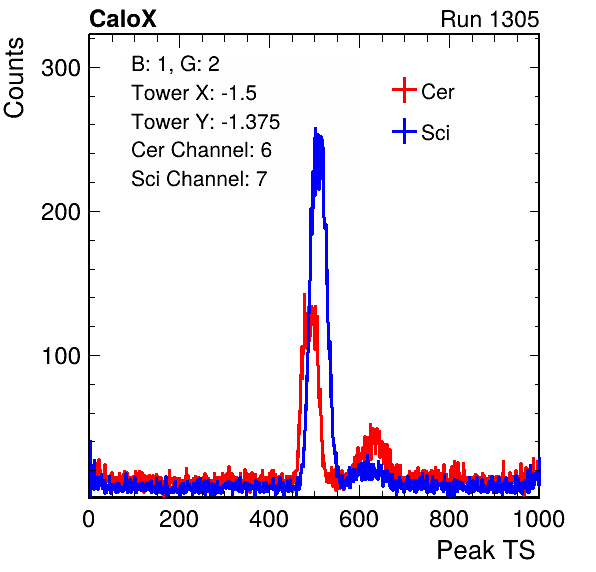 CaloX Run 1305
B: 1, G: 2
Tower X: -1.5
Tower Y: -1.375
Cer Channel: 6
Sci Channel: 7
Cer
Sci
Counts
300
200
100
0 200 400 600 800 1000
Peak TS